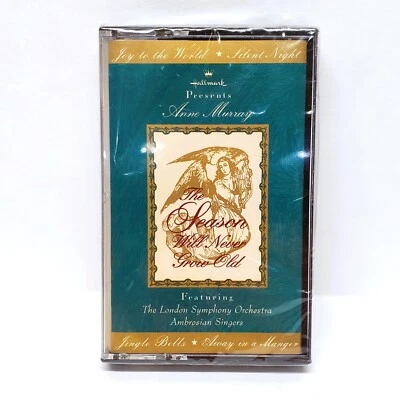 Joy to the World ★ Silent Night
Hallmark
Presents
Anne Murray
The
Season
Will Never
Grow Old
Featuring
The London Symphony Orchestra
Ambrosian Singers
Jingle Bells ★ Away in a Manger